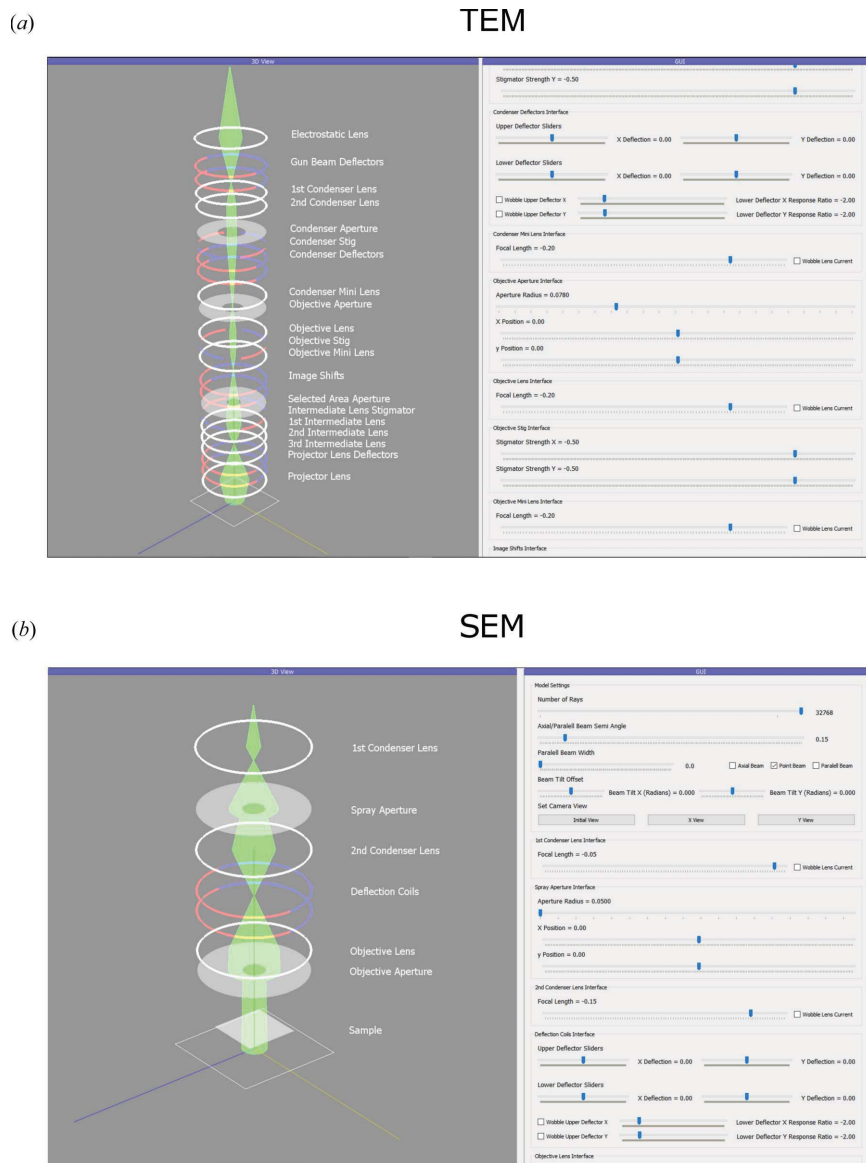 (a)
TEM
3D View
GUI
Electrostatic Lens
Gun Beam Deflectors
1st Condenser Lens
2nd Condenser Lens
Condenser Aperture
Condenser Stig
Condenser Deflectors
Condenser Mini Lens
Objective Aperture
Objective Lens
Objective Stig
Objective Mini Lens
Image Shifts
Selected Area Aperture
Intermediate Lens Stigmator
1st Intermediate Lens
2nd Intermediate Lens
3rd Intermediate Lens
Projector Lens Deflectors
Projector Lens
Stigmator Strength Y = -0.50
Condenser Deflectors Interface
Upper Deflector Sliders
X Deflection = 0.00 Y Deflection = 0.00
Lower Deflector Sliders
X Deflection = 0.00 Y Deflection = 0.00
Wobble Upper Deflector X Lower Deflector X Response Ratio = -2.00
Wobble Upper Deflector Y Lower Deflector Y Response Ratio = -2.00
Condenser Mini Lens Interface
Focal Length = -0.20
Wobble Lens Current
Objective Aperture Interface
Aperture Radius = 0.0780
X Position = 0.00
y Position = 0.00
Objective Lens Interface
Focal Length = -0.20
Wobble Lens Current
Objective Stig Interface
Stigmator Strength X = -0.50
Stigmator Strength Y = -0.50
Objective Mini Lens Interface
Focal Length = -0.20
Wobble Lens Current
Image Shifts Interface
(b)
SEM
3D View
GUI
1st Condenser Lens
Spray Aperture
2nd Condenser Lens
Deflection Coils
Objective Lens
Objective Aperture
Sample
Model Settings
Number of Rays
32768
Axial/Paralell Beam Semi Angle
0.15
Paralell Beam Width
0.0 Axial Beam Point Beam Paralell Beam
Beam Tilt Offset
Beam Tilt X (Radians) = 0.000 Beam Tilt Y (Radians) = 0.000
Set Camera View
Initial View X View Y View
1st Condenser Lens Interface
Focal Length = -0.05
Wobble Lens Current
Spray Aperture Interface
Aperture Radius = 0.0500
X Position = 0.00
y Position = 0.00
2nd Condenser Lens Interface
Focal Length = -0.15
Wobble Lens Current
Deflection Coils Interface
Upper Deflector Sliders
X Deflection = 0.00 Y Deflection = 0.00
Lower Deflector Sliders
X Deflection = 0.00 Y Deflection = 0.00
Wobble Upper Deflector X Lower Deflector X Response Ratio = -2.00
Wobble Upper Deflector Y Lower Deflector Y Response Ratio = -2.00
Objective Lens Interface